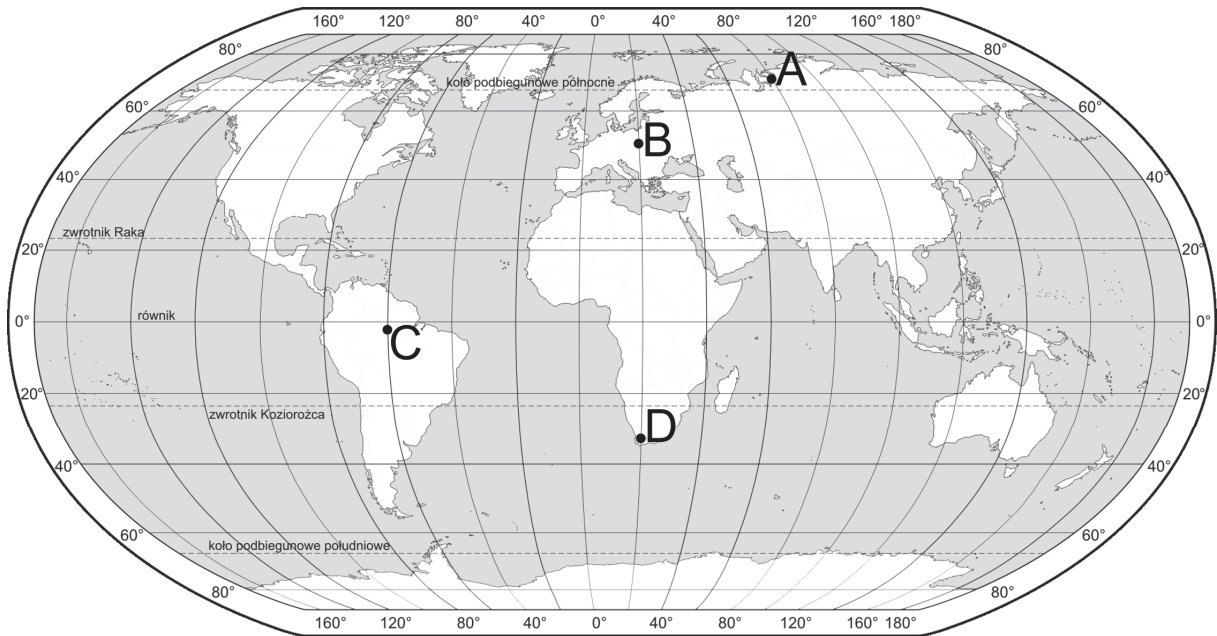 160° 120° 80° 40° 0° 40° 80° 120° 160° 180°
80° 80°
A
koło podbiegunowe północne
60° 60°
B
40° 40°
zwrotnik Raka
20° 20°
równik
0° 0°
C
20° 20°
zwrotnik Koziorożca
D
40° 40°
60° 60°
koło podbiegunowe południowe
80° 80°
160° 120° 80° 40° 0° 40° 80° 120° 160° 180°